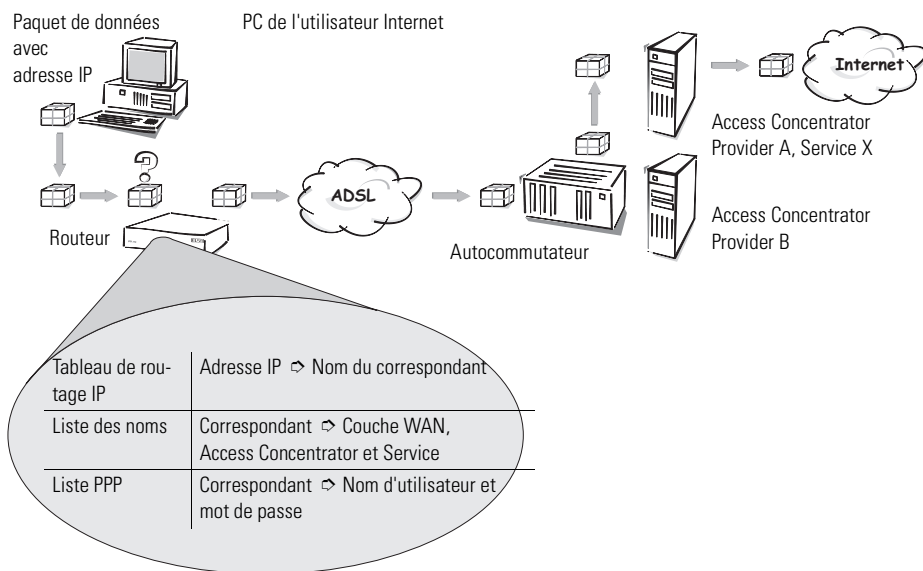 Paquet de données
avec
adresse IP
PC de l'utilisateur Internet
Internet
Access Concentrator
Provider A, Service X
?
ADSL
Routeur
Autocommutateur
Access Concentrator
Provider B
Tableau de rou-
tage IP
Adresse IP ➩ Nom du correspondant
Liste des noms
Correspondant ➩ Couche WAN,
Access Concentrator et Service
Liste PPP
Correspondant ➩ Nom d'utilisateur et
mot de passe